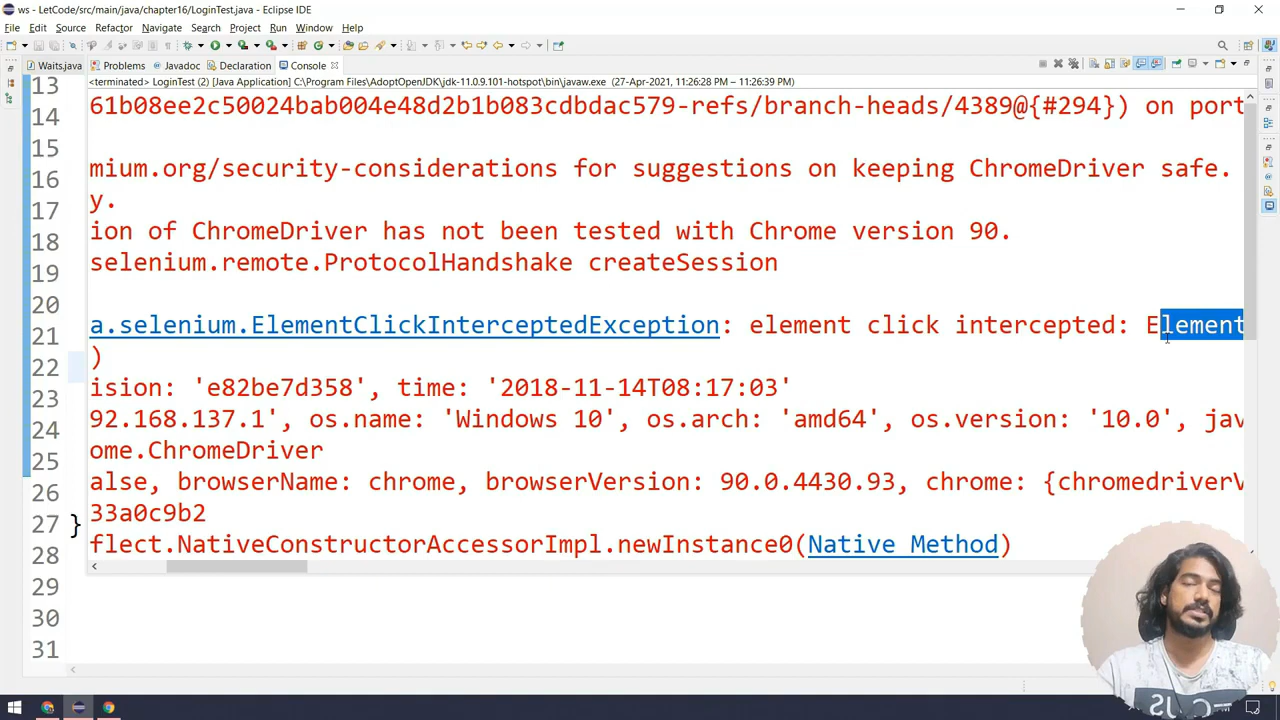 ws - LetCode/src/main/java/chapter16/LoginTest.java - Eclipse IDE
File Edit Source Refactor Navigate Search Project Run Window Help
Waits.java Problems Javadoc Declaration Console
<terminated> LoginTest (2) [Java Application] C:\Program Files\AdoptOpenJDK\jdk-11.0.9.101-hotspot\bin\javaw.exe (27-Apr-2021, 11:26:23 PM – 11:26:39 PM)
13
61b08ee2c50024bab004e48d2b1b083cdbdac579-refs/branch-heads/4389@{#294}) on port
14
15
16 mium.org/security-considerations for suggestions on keeping ChromeDriver safe.
17 y.
18 ion of ChromeDriver has not been tested with Chrome version 90.
19 selenium.remote.ProtocolHandshake createSession
20
21 a.selenium.ElementClickInterceptedException: element click intercepted: Element
22 )
23 ision: 'e82be7d358', time: '2018-11-14T08:17:03'
24 92.168.137.1', os.name: 'Windows 10', os.arch: 'amd64', os.version: '10.0', jav
25 ome.ChromeDriver
26 alse, browserName: chrome, browserVersion: 90.0.4430.93, chrome: {chromedriverV
33a0c9b2
27 }
28 flect.NativeConstructorAccessorImpl.newInstance0(Native Method)
29
30
31